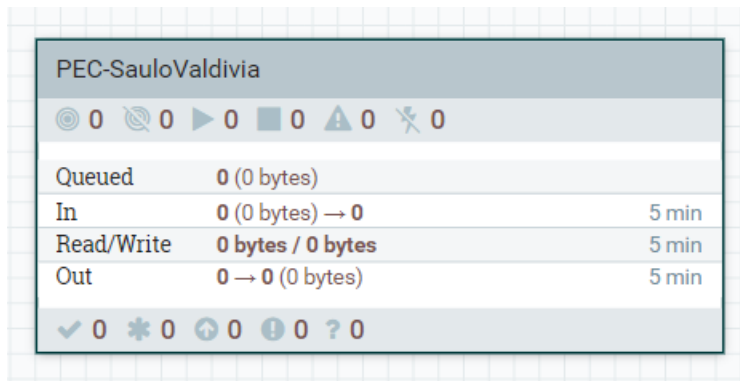 PEC-SauloValdivia
0 0 0 0 0 0
Queued 0 (0 bytes)
In 0 (0 bytes) → 0 5 min
Read/Write 0 bytes / 0 bytes 5 min
Out 0 → 0 (0 bytes) 5 min
0 0 0 0 ? 0